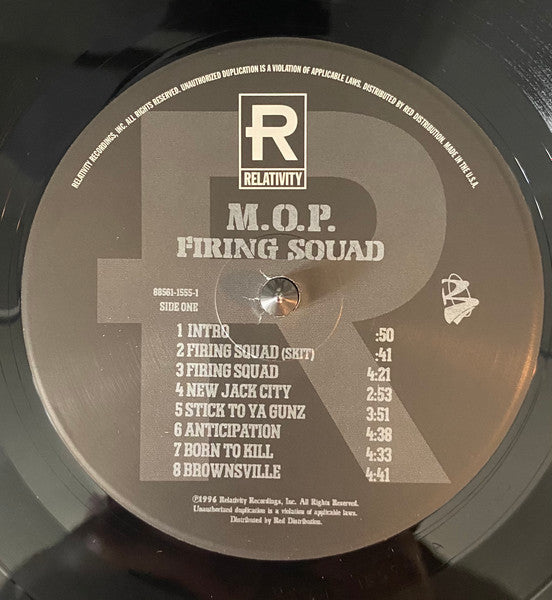 RELATIVITY RECORDINGS, INC. ALL RIGHTS RESERVED. UNAUTHORIZED DUPLICATION IS A VIOLATION OF APPLICABLE LAWS. DISTRIBUTED BY RED DISTRIBUTION. MADE IN THE U.S.A.
R
RELATIVITY
M.O.P.
FIRING SQUAD
88561-1555-1
SIDE ONE
1 INTRO :50
2 FIRING SQUAD (SKIT) :41
3 FIRING SQUAD 4:21
4 NEW JACK CITY 2:53
5 STICK TO YA GUNZ 3:51
6 ANTICIPATION 4:38
7 BORN TO KILL 4:33
8 BROWNSVILLE 4:41
℗1996 Relativity Recordings, Inc. All Rights Reserved.
Unauthorized duplication is a violation of applicable laws.
Distributed by Red Distribution.